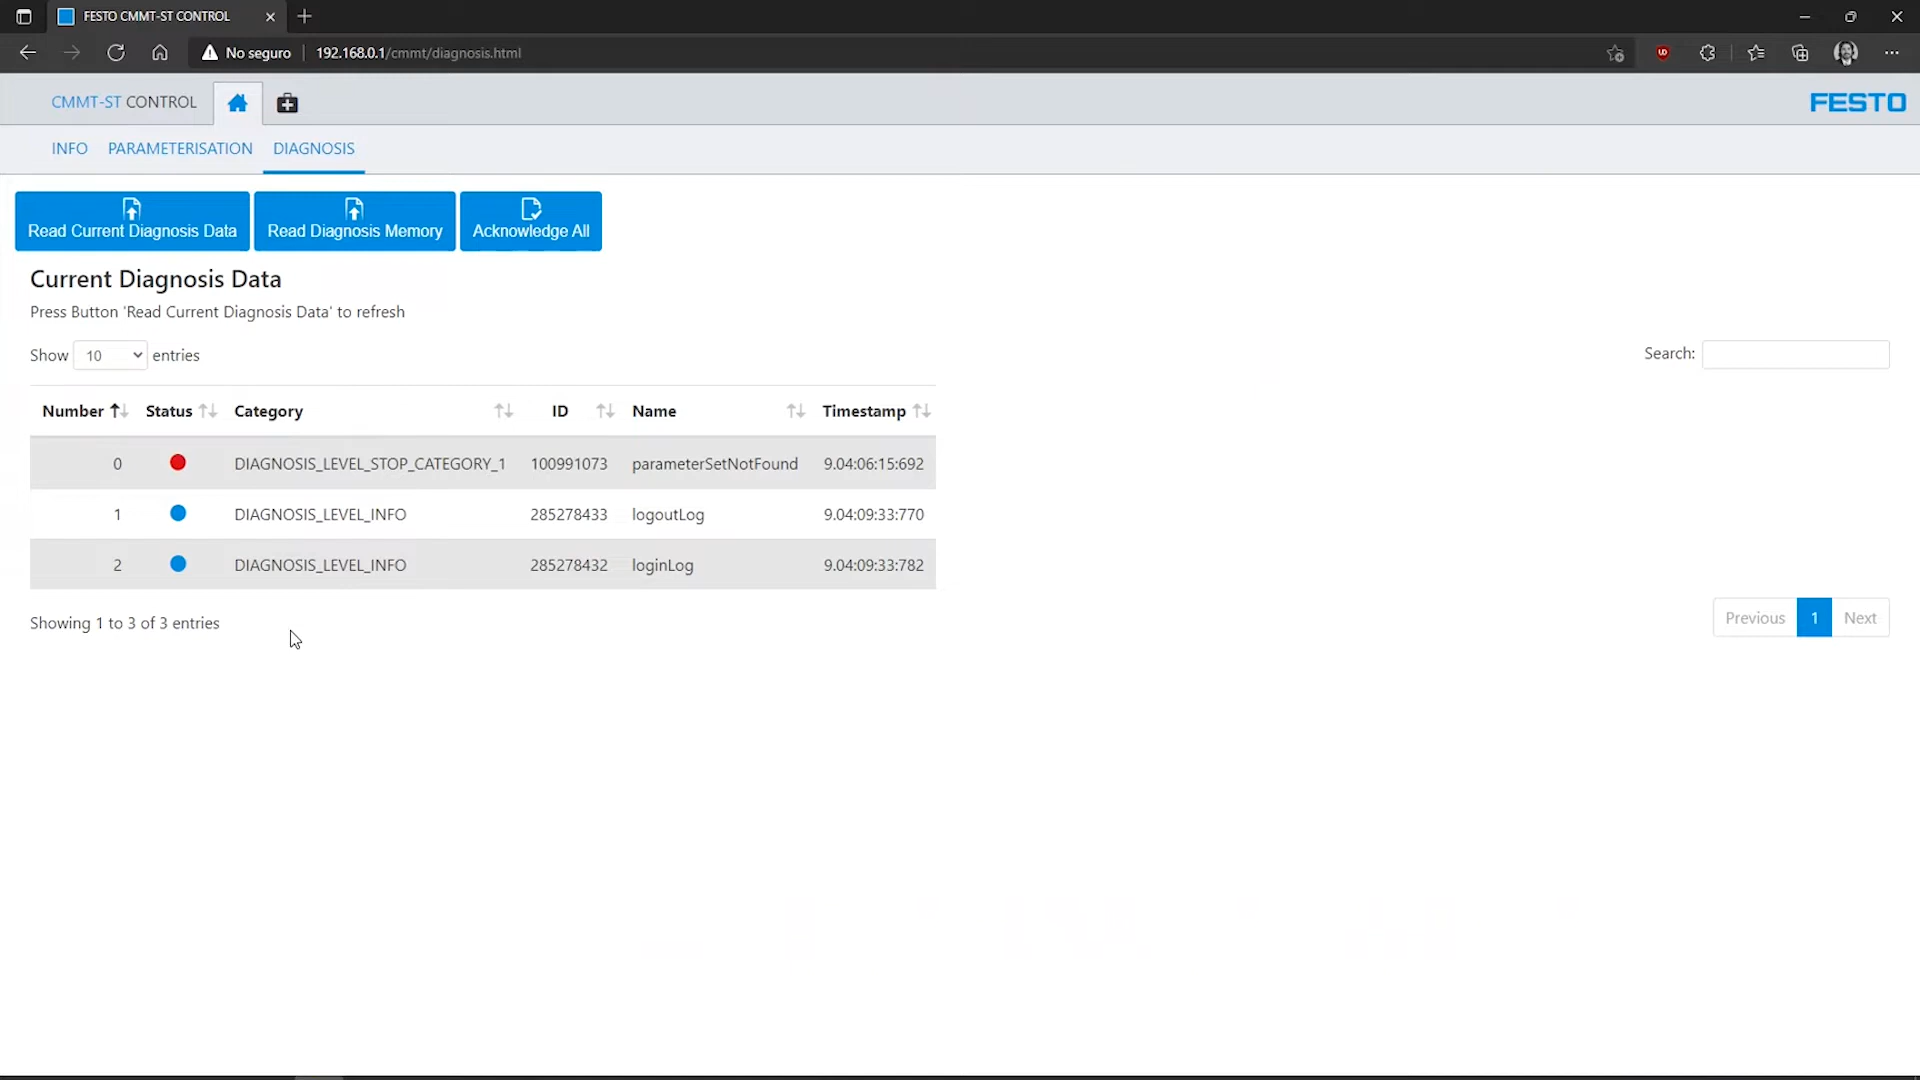 FESTO CMMT-ST CONTROL
No seguro 192.168.0.1/cmmt/diagnosis.html
CMMT-ST CONTROL
FESTO
INFO PARAMETERISATION DIAGNOSIS
Read Current Diagnosis Data Read Diagnosis Memory Acknowledge All
Current Diagnosis Data
Press Button 'Read Current Diagnosis Data' to refresh
Show 10 entries Search:
Number Status Category ID Name Timestamp
0 DIAGNOSIS_LEVEL_STOP_CATEGORY_1 100991073 parameterSetNotFound 9.04:06:15:692
1 DIAGNOSIS_LEVEL_INFO 285278433 logoutLog 9.04:09:33:770
2 DIAGNOSIS_LEVEL_INFO 285278432 loginLog 9.04:09:33:782
Showing 1 to 3 of 3 entries Previous 1 Next